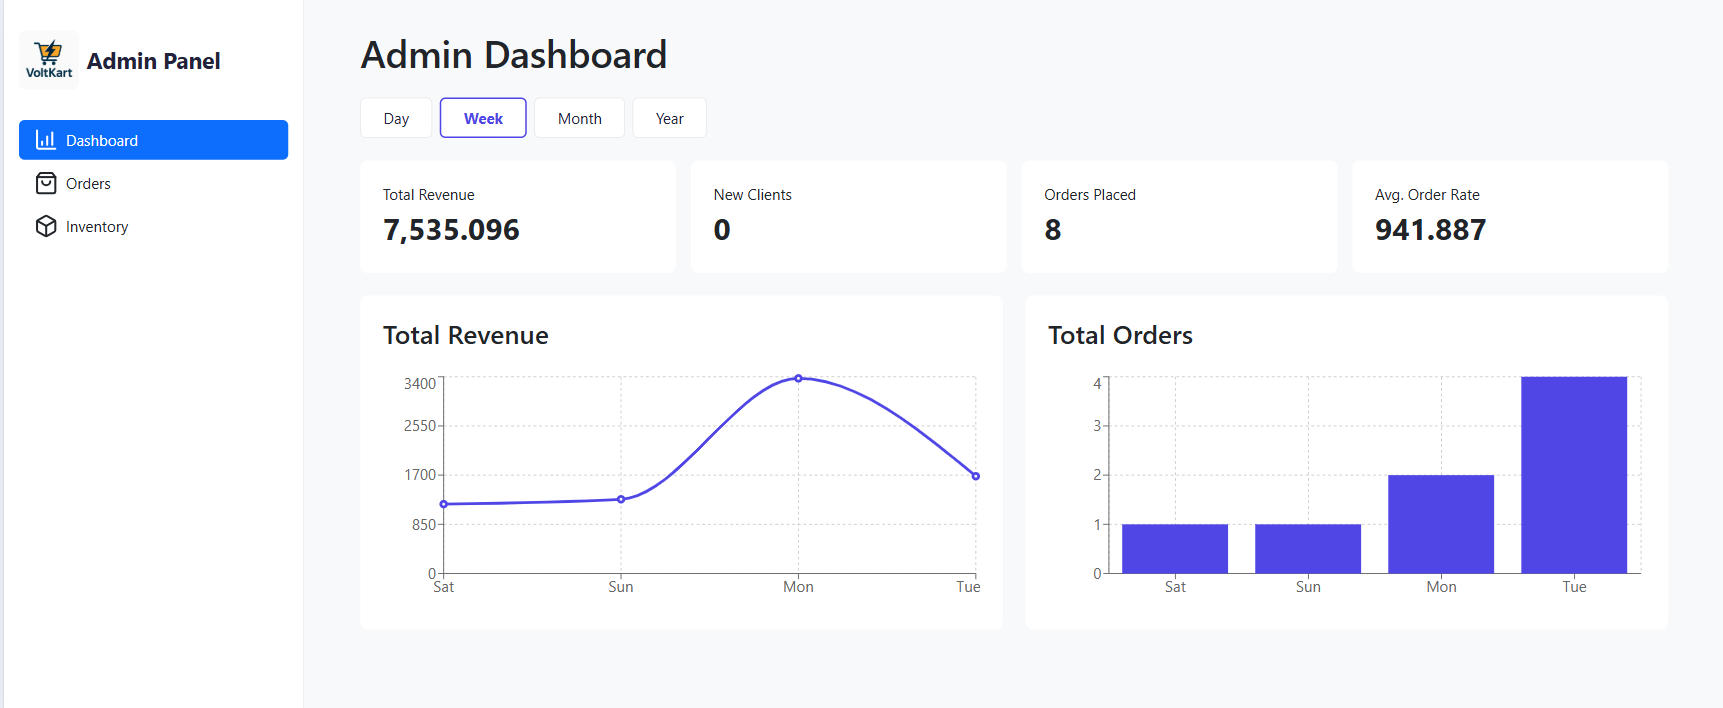 VoltKart
Admin Panel
Dashboard
Orders
Inventory
Admin Dashboard
Day
Week
Month
Year
Total Revenue
7,535.096
New Clients
0
Orders Placed
8
Avg. Order Rate
941.887
Total Revenue
3400
2550
1700
850
0
Sat Sun Mon Tue
Total Orders
4
3
2
1
0
Sat Sun Mon Tue